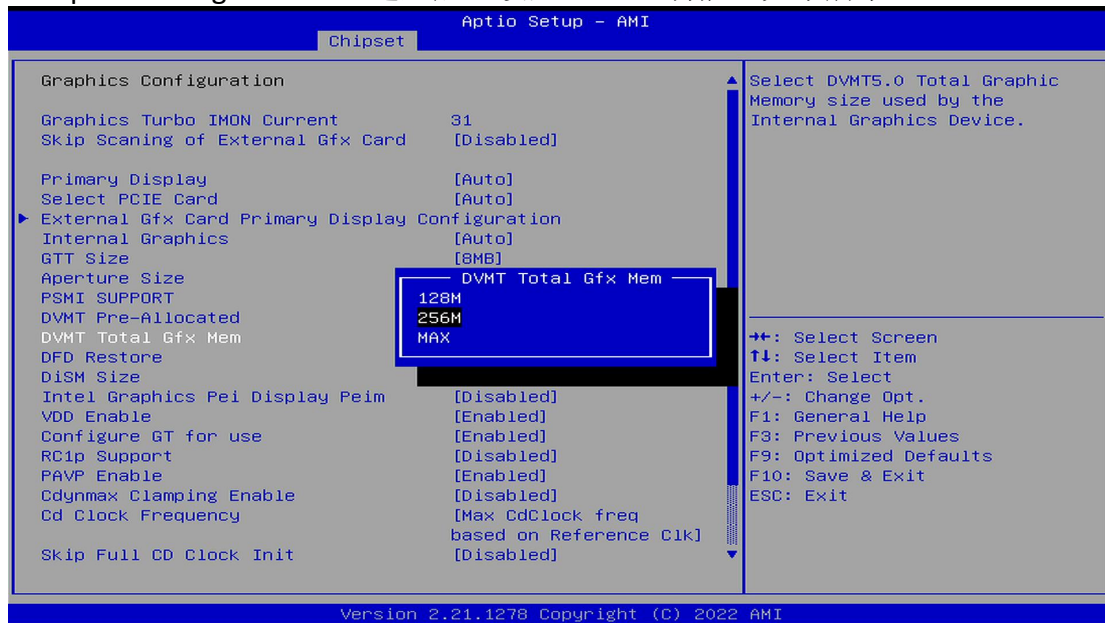 Aptio Setup – AMI
Chipset
Graphics Configuration
Graphics Turbo IMON Current 31
Skip Scaning of External Gfx Card [Disabled]
Primary Display [Auto]
Select PCIE Card [Auto]
External Gfx Card Primary Display Configuration
Internal Graphics [Auto]
GTT Size [8MB]
Aperture Size
PSMI SUPPORT
DVMT Pre-Allocated
DVMT Total Gfx Mem
DFD Restore
DiSM Size
Intel Graphics Pei Display Peim [Disabled]
VDD Enable [Enabled]
Configure GT for use [Enabled]
RC1p Support [Disabled]
PAVP Enable [Enabled]
Cdynmax Clamping Enable [Disabled]
Cd Clock Frequency [Max CdClock freq
based on Reference Clk]
Skip Full CD Clock Init [Disabled]
DVMT Total Gfx Mem
128M
256M
MAX
Select DVMT5.0 Total Graphic
Memory size used by the
Internal Graphics Device.
→←: Select Screen
↑↓: Select Item
Enter: Select
+/-: Change Opt.
F1: General Help
F3: Previous Values
F9: Optimized Defaults
F10: Save & Exit
ESC: Exit
Version 2.21.1278 Copyright (C) 2022 AMI